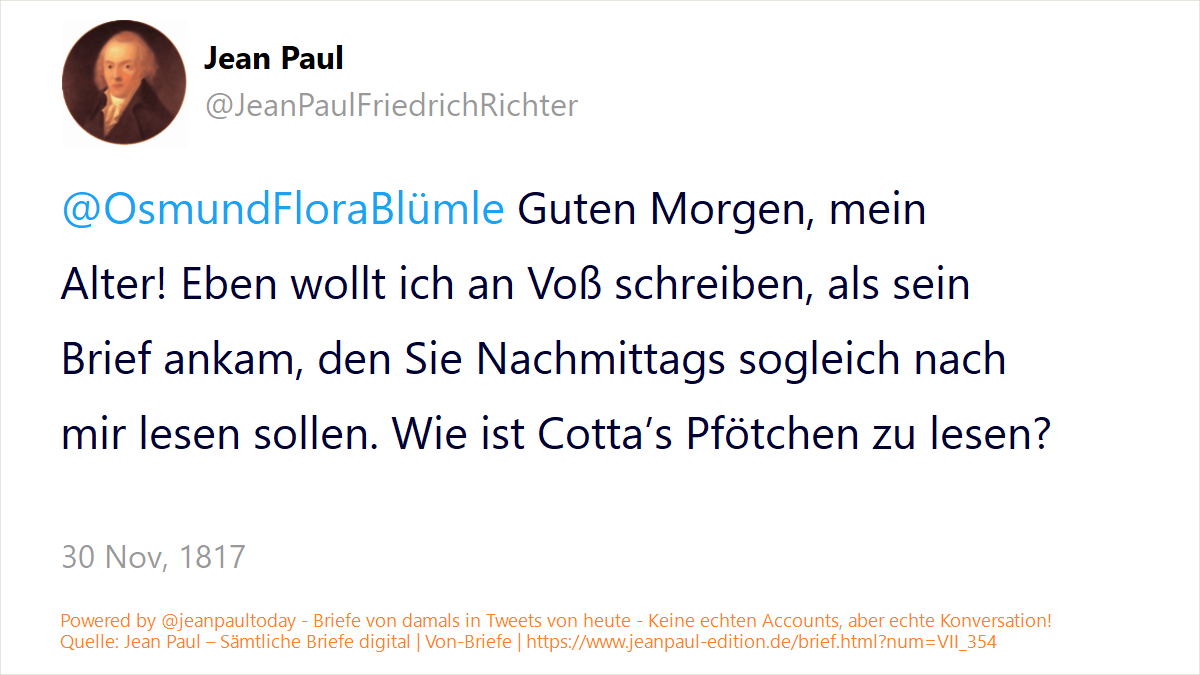 Jean Paul
@JeanPaulFriedrichRichter
@OsmundFloraBlümle Guten Morgen, mein
Alter! Eben wollt ich an Voß schreiben, als sein
Brief ankam, den Sie Nachmittags sogleich nach
mir lesen sollen. Wie ist Cotta’s Pfötchen zu lesen?
30 Nov, 1817
Powered by @jeanpaultoday - Briefe von damals in Tweets von heute - Keine echten Accounts, aber echte Konversation!
Quelle: Jean Paul – Sämtliche Briefe digital | Von-Briefe | https://www.jeanpaul-edition.de/brief.html?num=VII_354